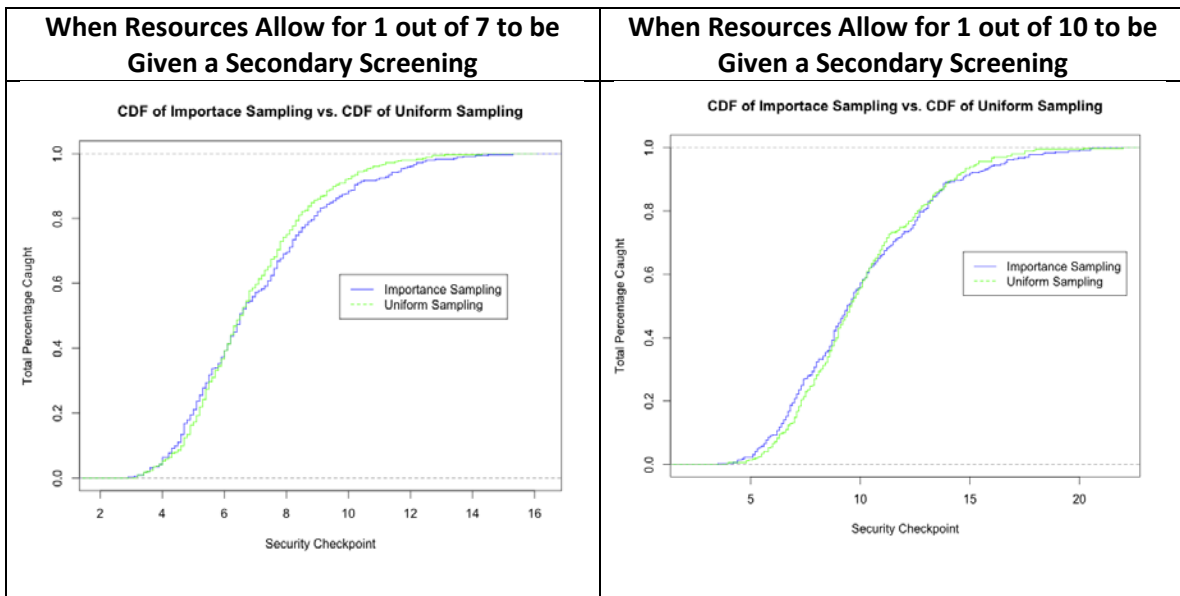 When Resources Allow for 1 out of 7 to be
Given a Secondary Screening
When Resources Allow for 1 out of 10 to be
Given a Secondary Screening
CDF of Importace Sampling vs. CDF of Uniform Sampling
Total Percentage Caught
1.0
0.8
0.6
0.4
0.2
0.0
Importance Sampling
Uniform Sampling
2 4 6 8 10 12 14 16
Security Checkpoint
CDF of Importace Sampling vs. CDF of Uniform Sampling
Total Percentage Caught
1.0
0.8
0.6
0.4
0.2
0.0
Importance Sampling
Uniform Sampling
5 10 15 20
Security Checkpoint